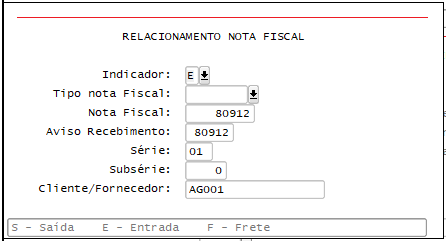 RELACIONAMENTO NOTA FISCAL
Indicador: E
Tipo nota Fiscal:
Nota Fiscal: 80912
Aviso Recebimento: 80912
Série: 01
Subsérie: 0
Cliente/Fornecedor: AG001
S - Saída E - Entrada F - Frete